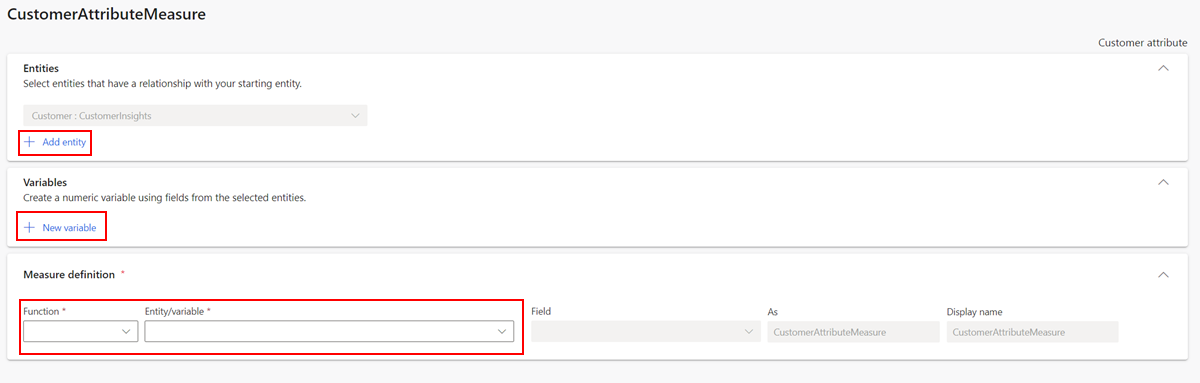 CustomerAttributeMeasure
Customer attribute
Entities
Select entities that have a relationship with your starting entity.
Customer : CustomerInsights
+ Add entity
Variables
Create a numeric variable using fields from the selected entities.
+ New variable
Measure definition *
Function * Entity/variable * Field As Display name
CustomerAttributeMeasure CustomerAttributeMeasure